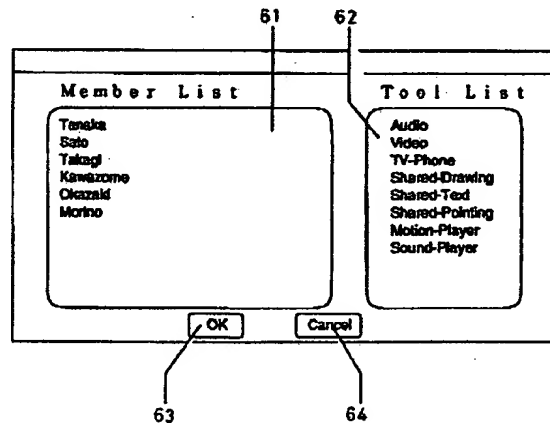 61 62
Member List Tool List
Tanaka
Sato
Takagi
Kawazome
Okazaki
Morino
Audio
Video
TV-Phone
Shared-Drawing
Shared-Text
Shared-Pointing
Motion-Player
Sound-Player
OK Cancel
63 64